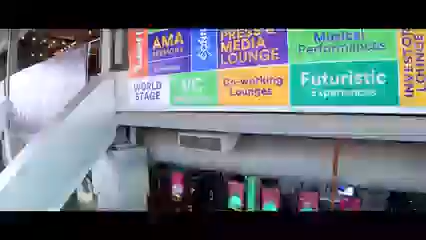 AMA
SESSIONS
PRESS &
MEDIA
LOUNGE
Musical
Performances
INVESTOR
LOUNGE
WORLD
STAGE
VC
Co-working
Lounges
Futuristic
Experiences